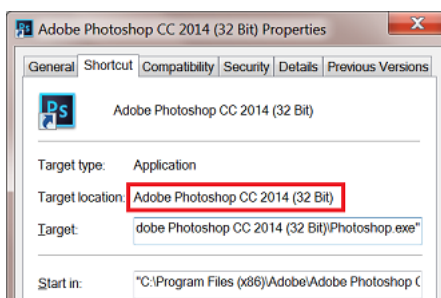 Adobe Photoshop CC 2014 (32 Bit) Properties
General Shortcut Compatibility Security Details Previous Versions
Ps
Adobe Photoshop CC 2014 (32 Bit)
Target type: Application
Target location: Adobe Photoshop CC 2014 (32 Bit)
Target: dobe Photoshop CC 2014 (32 Bit)\Photoshop.exe"
Start in: "C:\Program Files (x86)\Adobe\Adobe Photoshop C